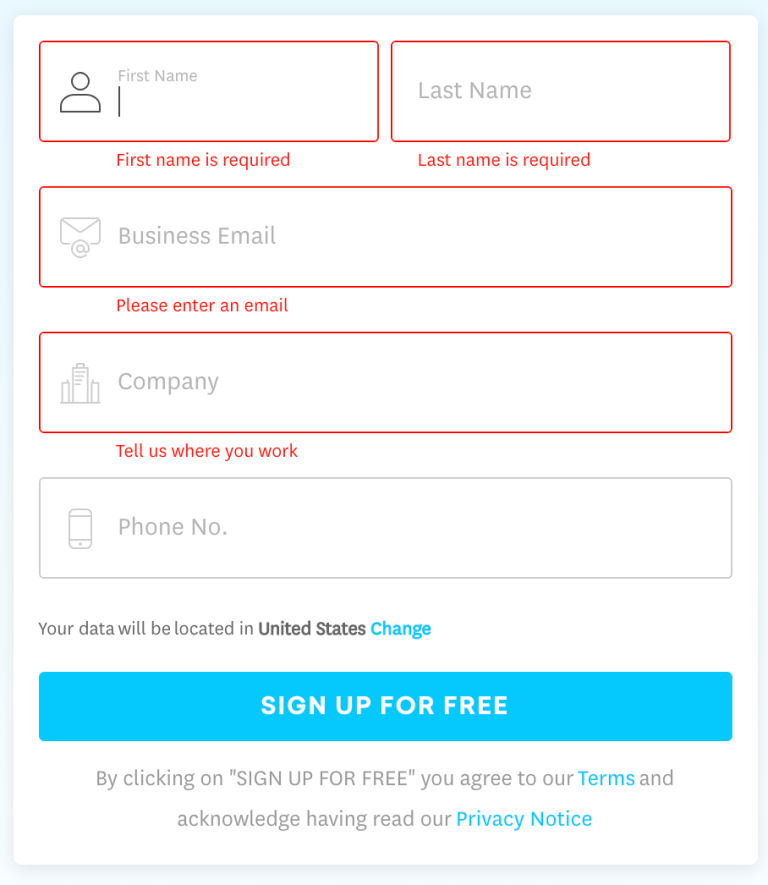 First Name
Last Name
First name is required
Last name is required
Business Email
Please enter an email
Company
Tell us where you work
Phone No.
Your data will be located in United States Change
SIGN UP FOR FREE
By clicking on "SIGN UP FOR FREE" you agree to our Terms and
acknowledge having read our Privacy Notice